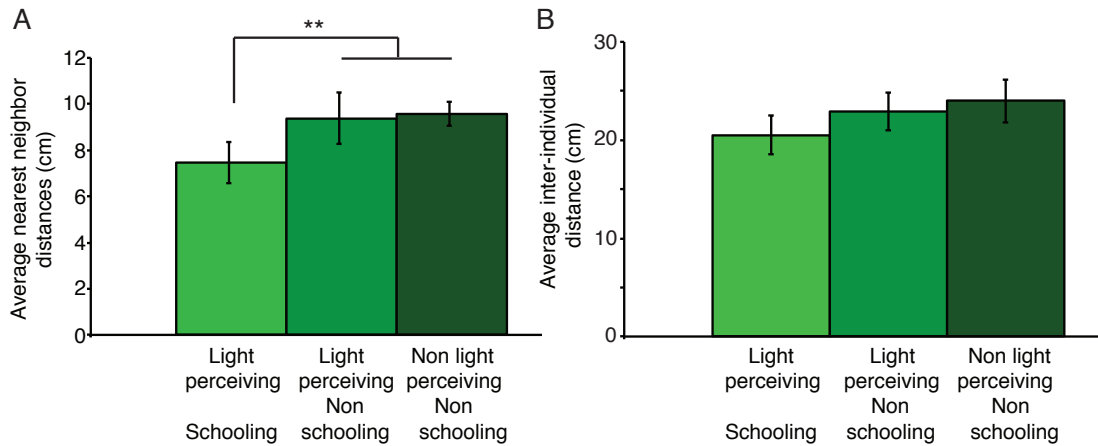 A
**
Average nearest neighbor
distances (cm)
12
10
8
6
4
2
0
Light
perceiving
Schooling
Light
perceiving
Non
schooling
Non light
perceiving
Non
schooling
B
Average inter-individual
distance (cm)
30
20
10
0
Light
perceiving
Schooling
Light
perceiving
Non
schooling
Non light
perceiving
Non
schooling